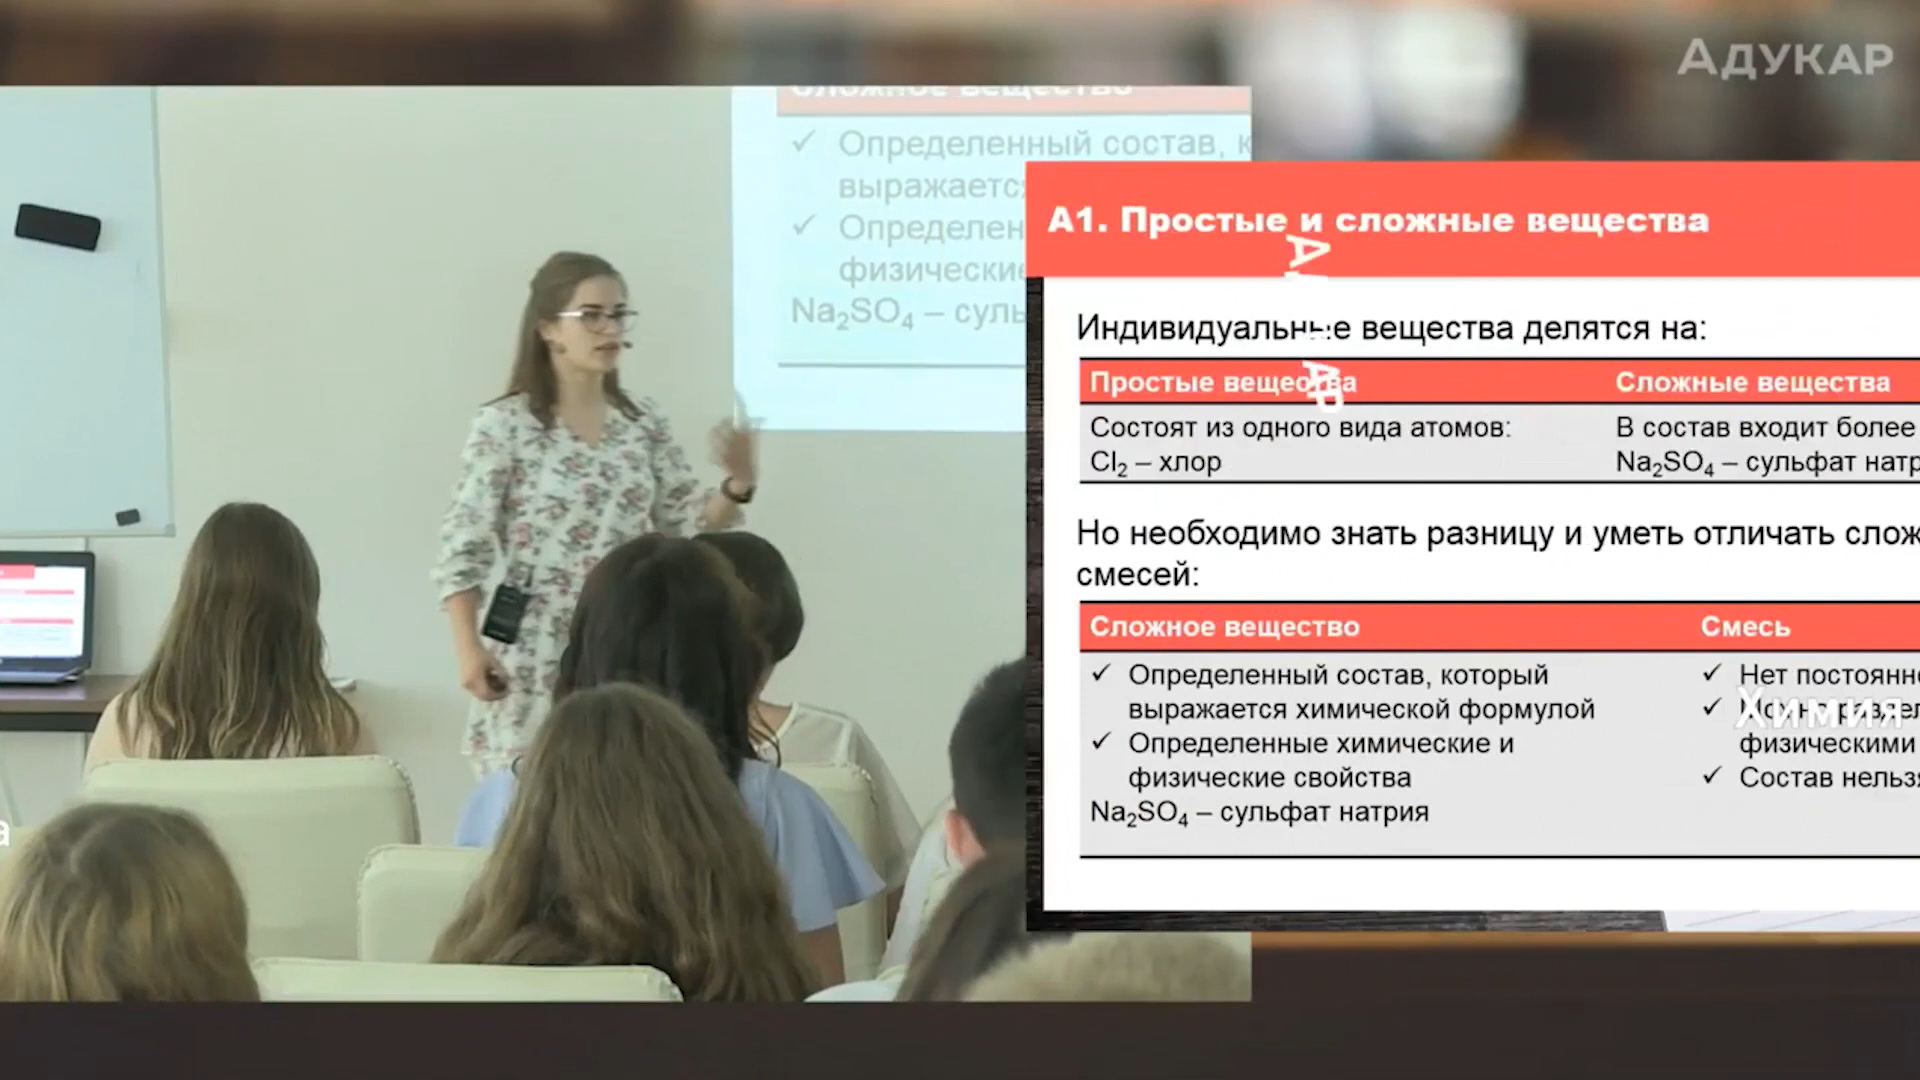 АДУКАР
Сложное вещество
✓ Определенный состав, к
выражаетс
✓ Определен
физические
Na₂SO₄ – суль
А1. Простые и сложные вещества
Индивидуальные вещества делятся на:
Простые вещества Сложные вещества
Состоят из одного вида атомов: В состав входит более
Cl₂ – хлор Na₂SO₄ – сульфат натр
Но необходимо знать разницу и уметь отличать слож
смесей:
Сложное вещество Смесь
✓ Определенный состав, который
выражается химической формулой
✓ Определенные химические и
физические свойства
Na₂SO₄ – сульфат натрия
✓ Нет постоянн
✓
физическими
✓ Состав нельз
Химия
а